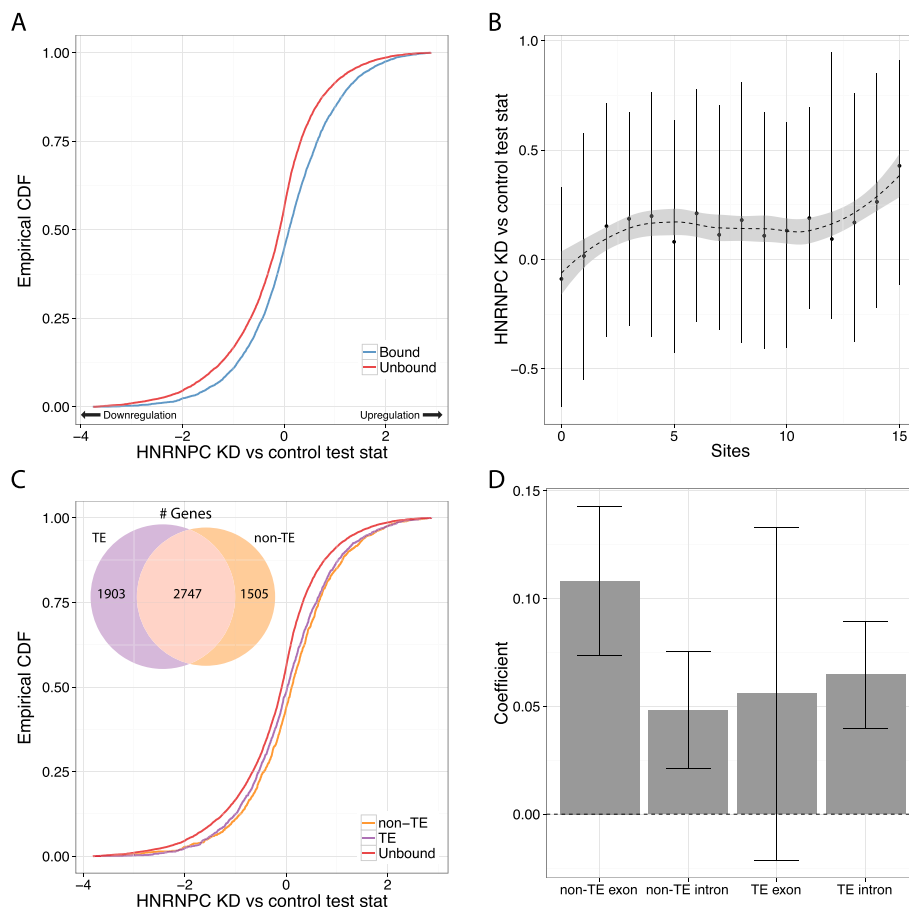 A
Empirical CDF
1.00
0.75
0.50
0.25
0.00
Bound
Unbound
Downregulation
Upregulation
−4
−2
0
2
HNRNPC KD vs control test stat
B
HNRNPC KD vs control test stat
1.0
0.5
0.0
−0.5
0
5
10
15
Sites
C
Empirical CDF
1.00
0.75
0.50
0.25
0.00
# Genes
TE
non-TE
1903
2747
1505
non−TE
TE
Unbound
−4
−2
0
2
HNRNPC KD vs control test stat
D
Coefficient
0.15
0.10
0.05
0.00
non−TE exon
non−TE intron
TE exon
TE intron